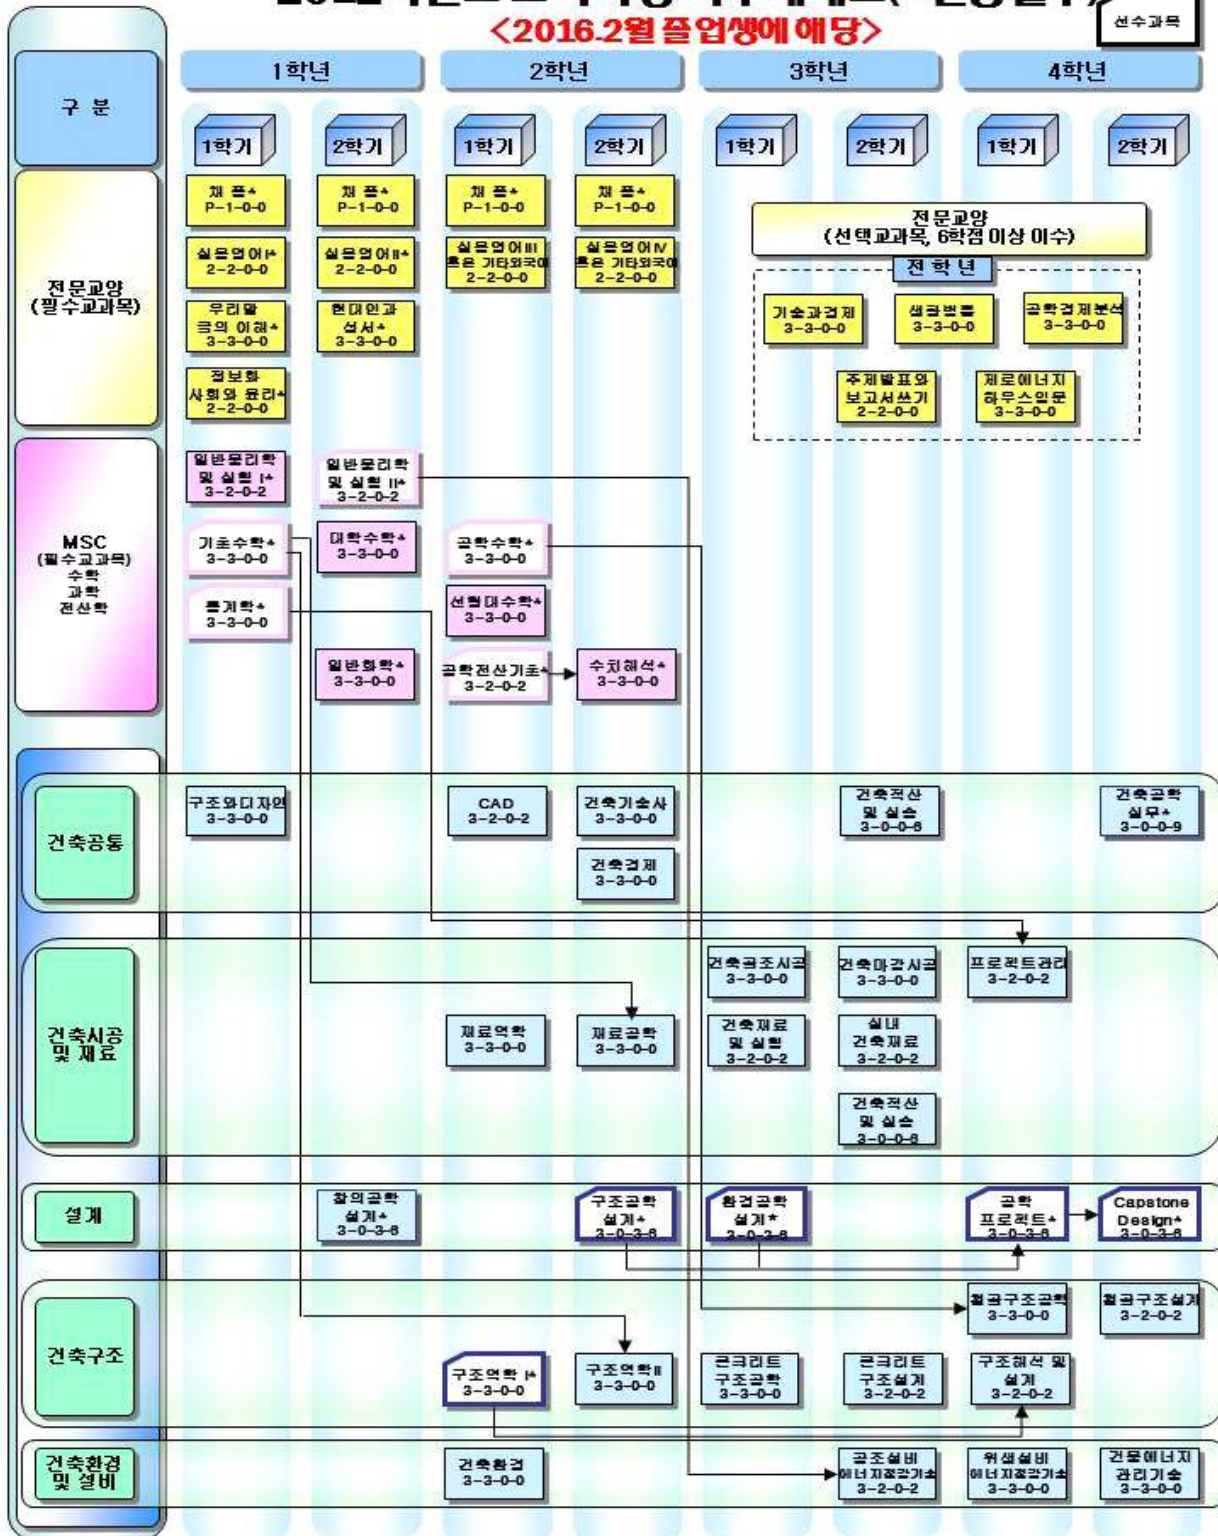 선수과목
<2016.2월 졸업생에 해당>
구 분
1학년
2학년
3학년
4학년
1학기
2학기
1학기
2학기
1학기
2학기
1학기
2학기
전문교양
(필수교과목)
채 플*
P-1-0-0
채 플*
P-1-0-0
채 플*
P-1-0-0
채 플*
P-1-0-0
실용영어I*
2-2-0-0
실용영어II*
2-2-0-0
실용영어III
혹은 기타외국어
2-2-0-0
실용영어IV
혹은 기타외국어
2-2-0-0
우리말
글의 이해*
3-3-0-0
현대인과
성서*
3-3-0-0
정보화
사회와 윤리*
2-2-0-0
전문교양
(선택교과목, 6학점 이상 이수)
전 학 년
기술과경제
3-3-0-0
생활법률
3-3-0-0
공학경제분석
3-3-0-0
주제발표와
보고서쓰기
2-2-0-0
제로에너지
하우스입문
3-3-0-0
MSC
(필수교과목)
수학
과학
전산학
일반물리학
및 실험 I*
3-2-0-2
일반물리학
및 실험 II*
3-2-0-2
기초수학*
3-3-0-0
대학수학*
3-3-0-0
공학수학*
3-3-0-0
통계학*
3-3-0-0
선형대수학*
3-3-0-0
일반화학*
3-3-0-0
공학전산기초*
3-2-0-2
수치해석*
3-3-0-0
건축공통
구조와디자인
3-3-0-0
CAD
3-2-0-2
건축기술사
3-3-0-0
건축적산
및 실습
3-0-0-6
건축공학
실무*
3-0-0-9
건축경제
3-3-0-0
건축시공
및 재료
건축골조시공
3-3-0-0
건축마감시공
3-3-0-0
프로젝트관리
3-2-0-2
재료역학
3-3-0-0
재료공학
3-3-0-0
건축재료
및 실험
3-2-0-2
실내
건축재료
3-2-0-2
건축적산
및 실습
3-0-0-6
설계
창의공학
설계*
3-0-3-6
구조공학
설계*
3-0-3-6
환경공학
설계*
3-0-3-6
공학
프로젝트*
3-0-3-6
Capstone
Design*
3-0-3-6
건축구조
철골구조공학
3-3-0-0
철골구조설계
3-2-0-2
구조역학 I*
3-3-0-0
구조역학II
3-3-0-0
콘크리트
구조공학
3-3-0-0
콘크리트
구조설계
3-2-0-2
구조해석 및
설계
3-2-0-2
건축환경
및 설비
건축환경
3-3-0-0
공조설비
에너지절감기술
3-2-0-2
위생설비
에너지절감기술
3-3-0-0
건물에너지
관리기술
3-3-0-0